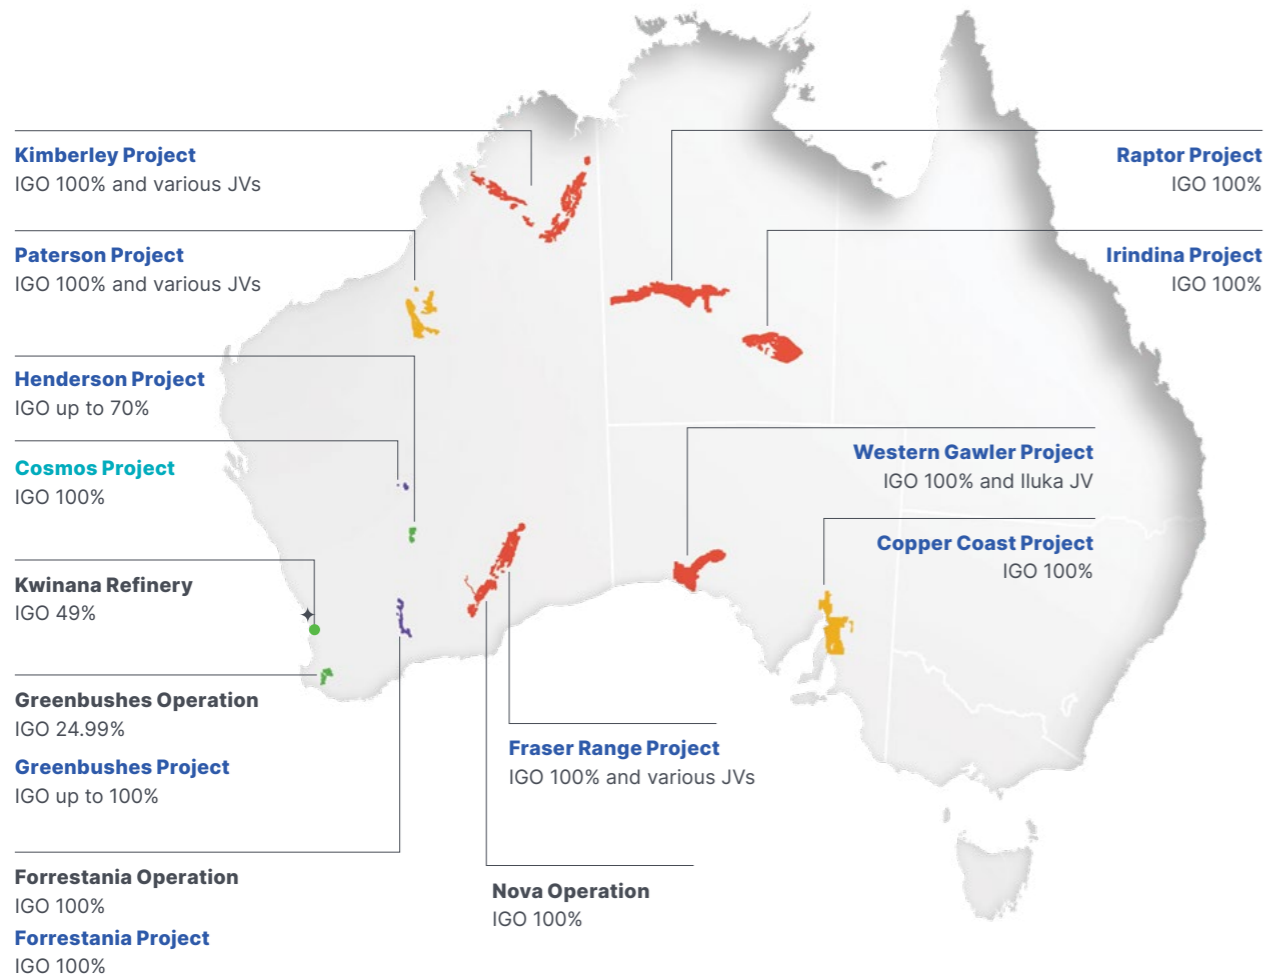 Kimberley Project
IGO 100% and various JVs
Paterson Project
IGO 100% and various JVs
Henderson Project
IGO up to 70%
Cosmos Project
IGO 100%
Kwinana Refinery
IGO 49%
Greenbushes Operation
IGO 24.99%
Greenbushes Project
IGO up to 100%
Forrestania Operation
IGO 100%
Forrestania Project
IGO 100%
Raptor Project
IGO 100%
Irindina Project
IGO 100%
Western Gawler Project
IGO 100% and Iluka JV
Copper Coast Project
IGO 100%
Fraser Range Project
IGO 100% and various JVs
Nova Operation
IGO 100%